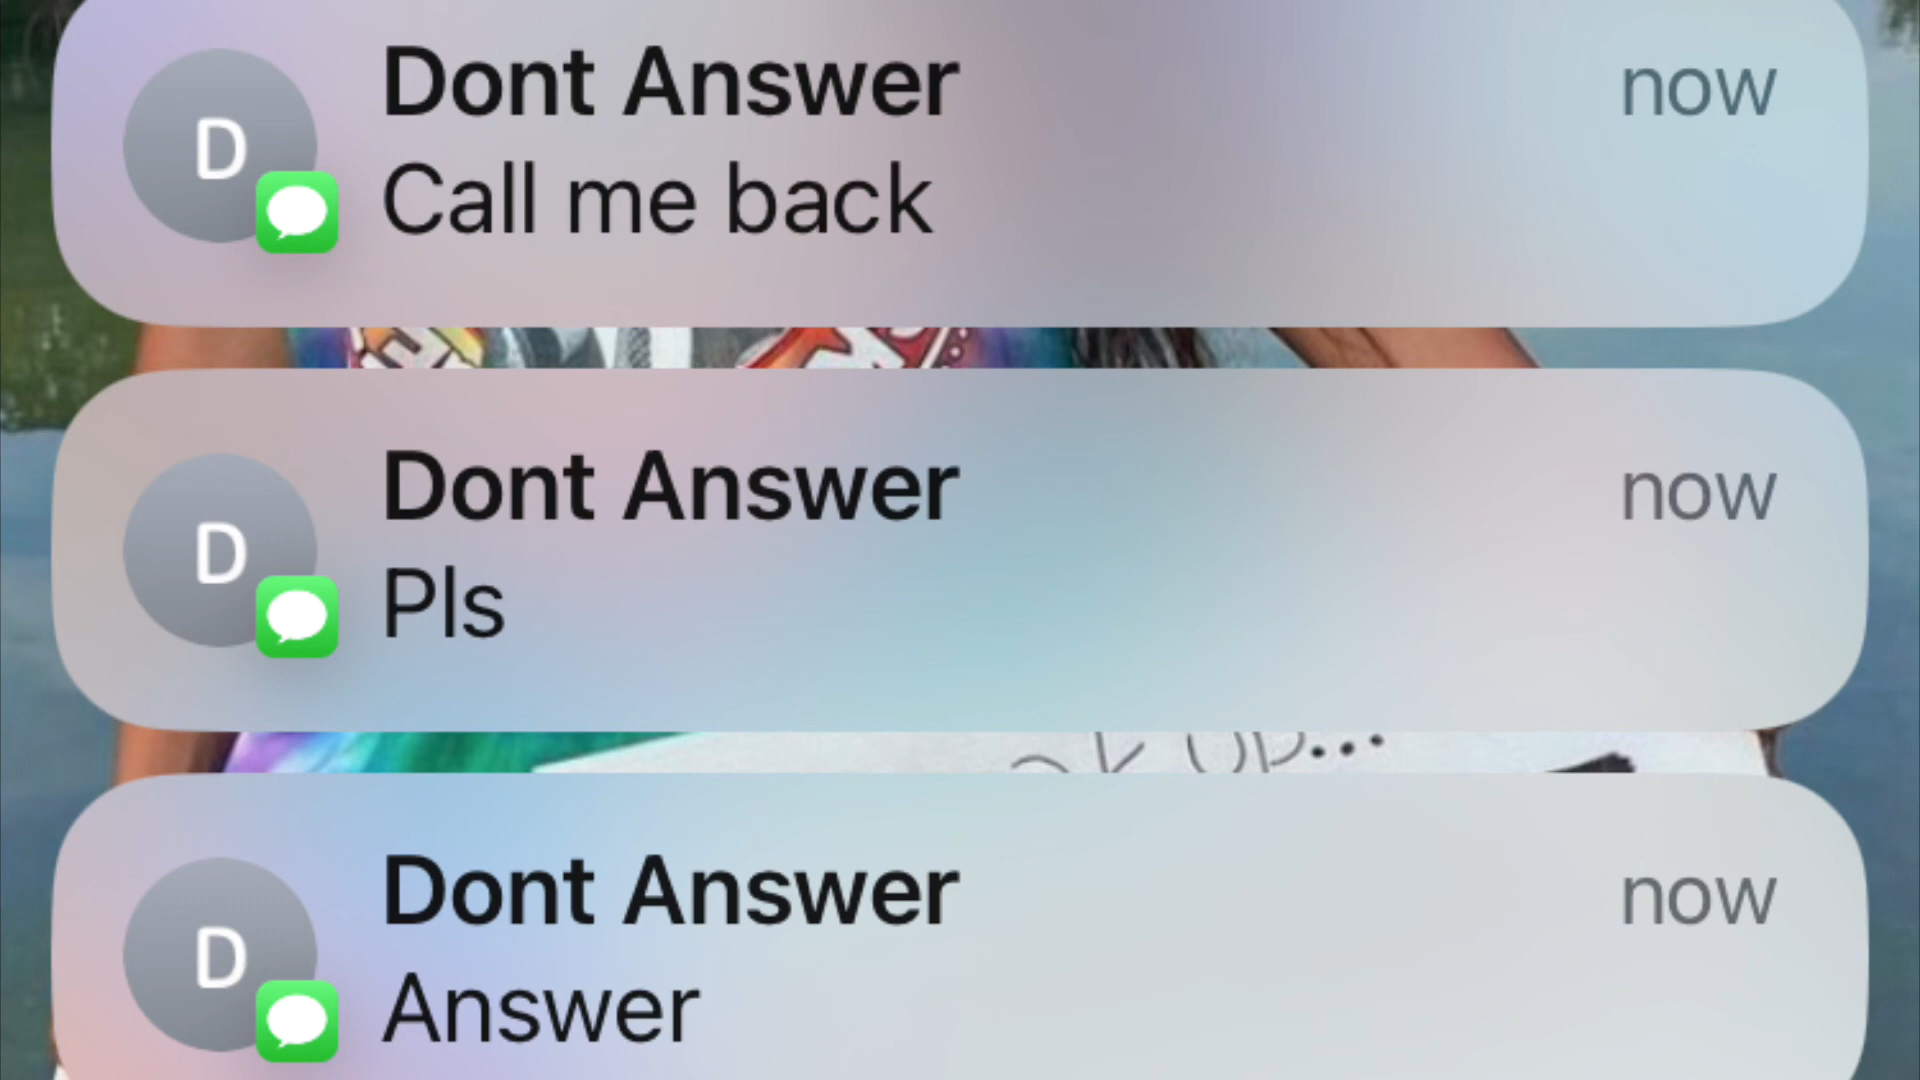 Dont Answer
now
D
Call me back
Dont Answer
now
D
Pls
Dont Answer
now
D
Answer